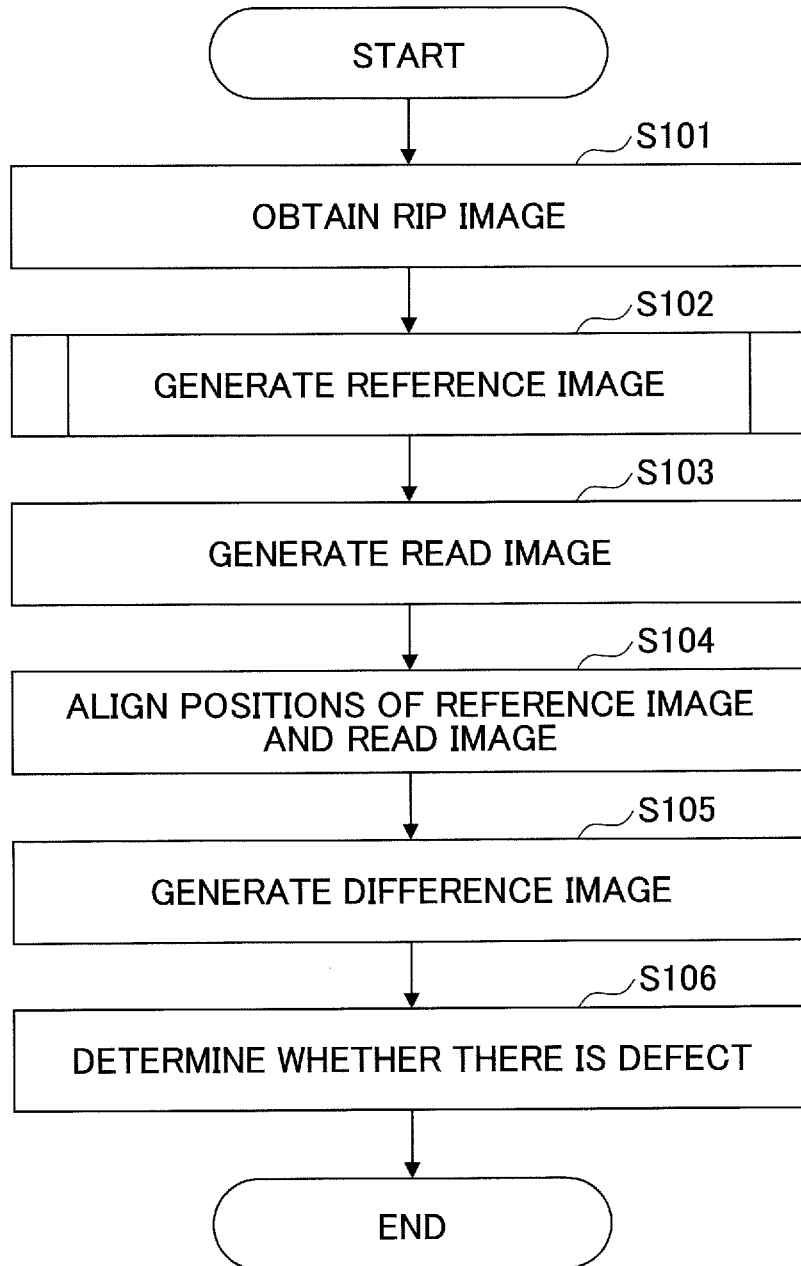 START
S101
OBTAIN RIP IMAGE
S102
GENERATE REFERENCE IMAGE
S103
GENERATE READ IMAGE
S104
ALIGN POSITIONS OF REFERENCE IMAGE
AND READ IMAGE
S105
GENERATE DIFFERENCE IMAGE
S106
DETERMINE WHETHER THERE IS DEFECT
END